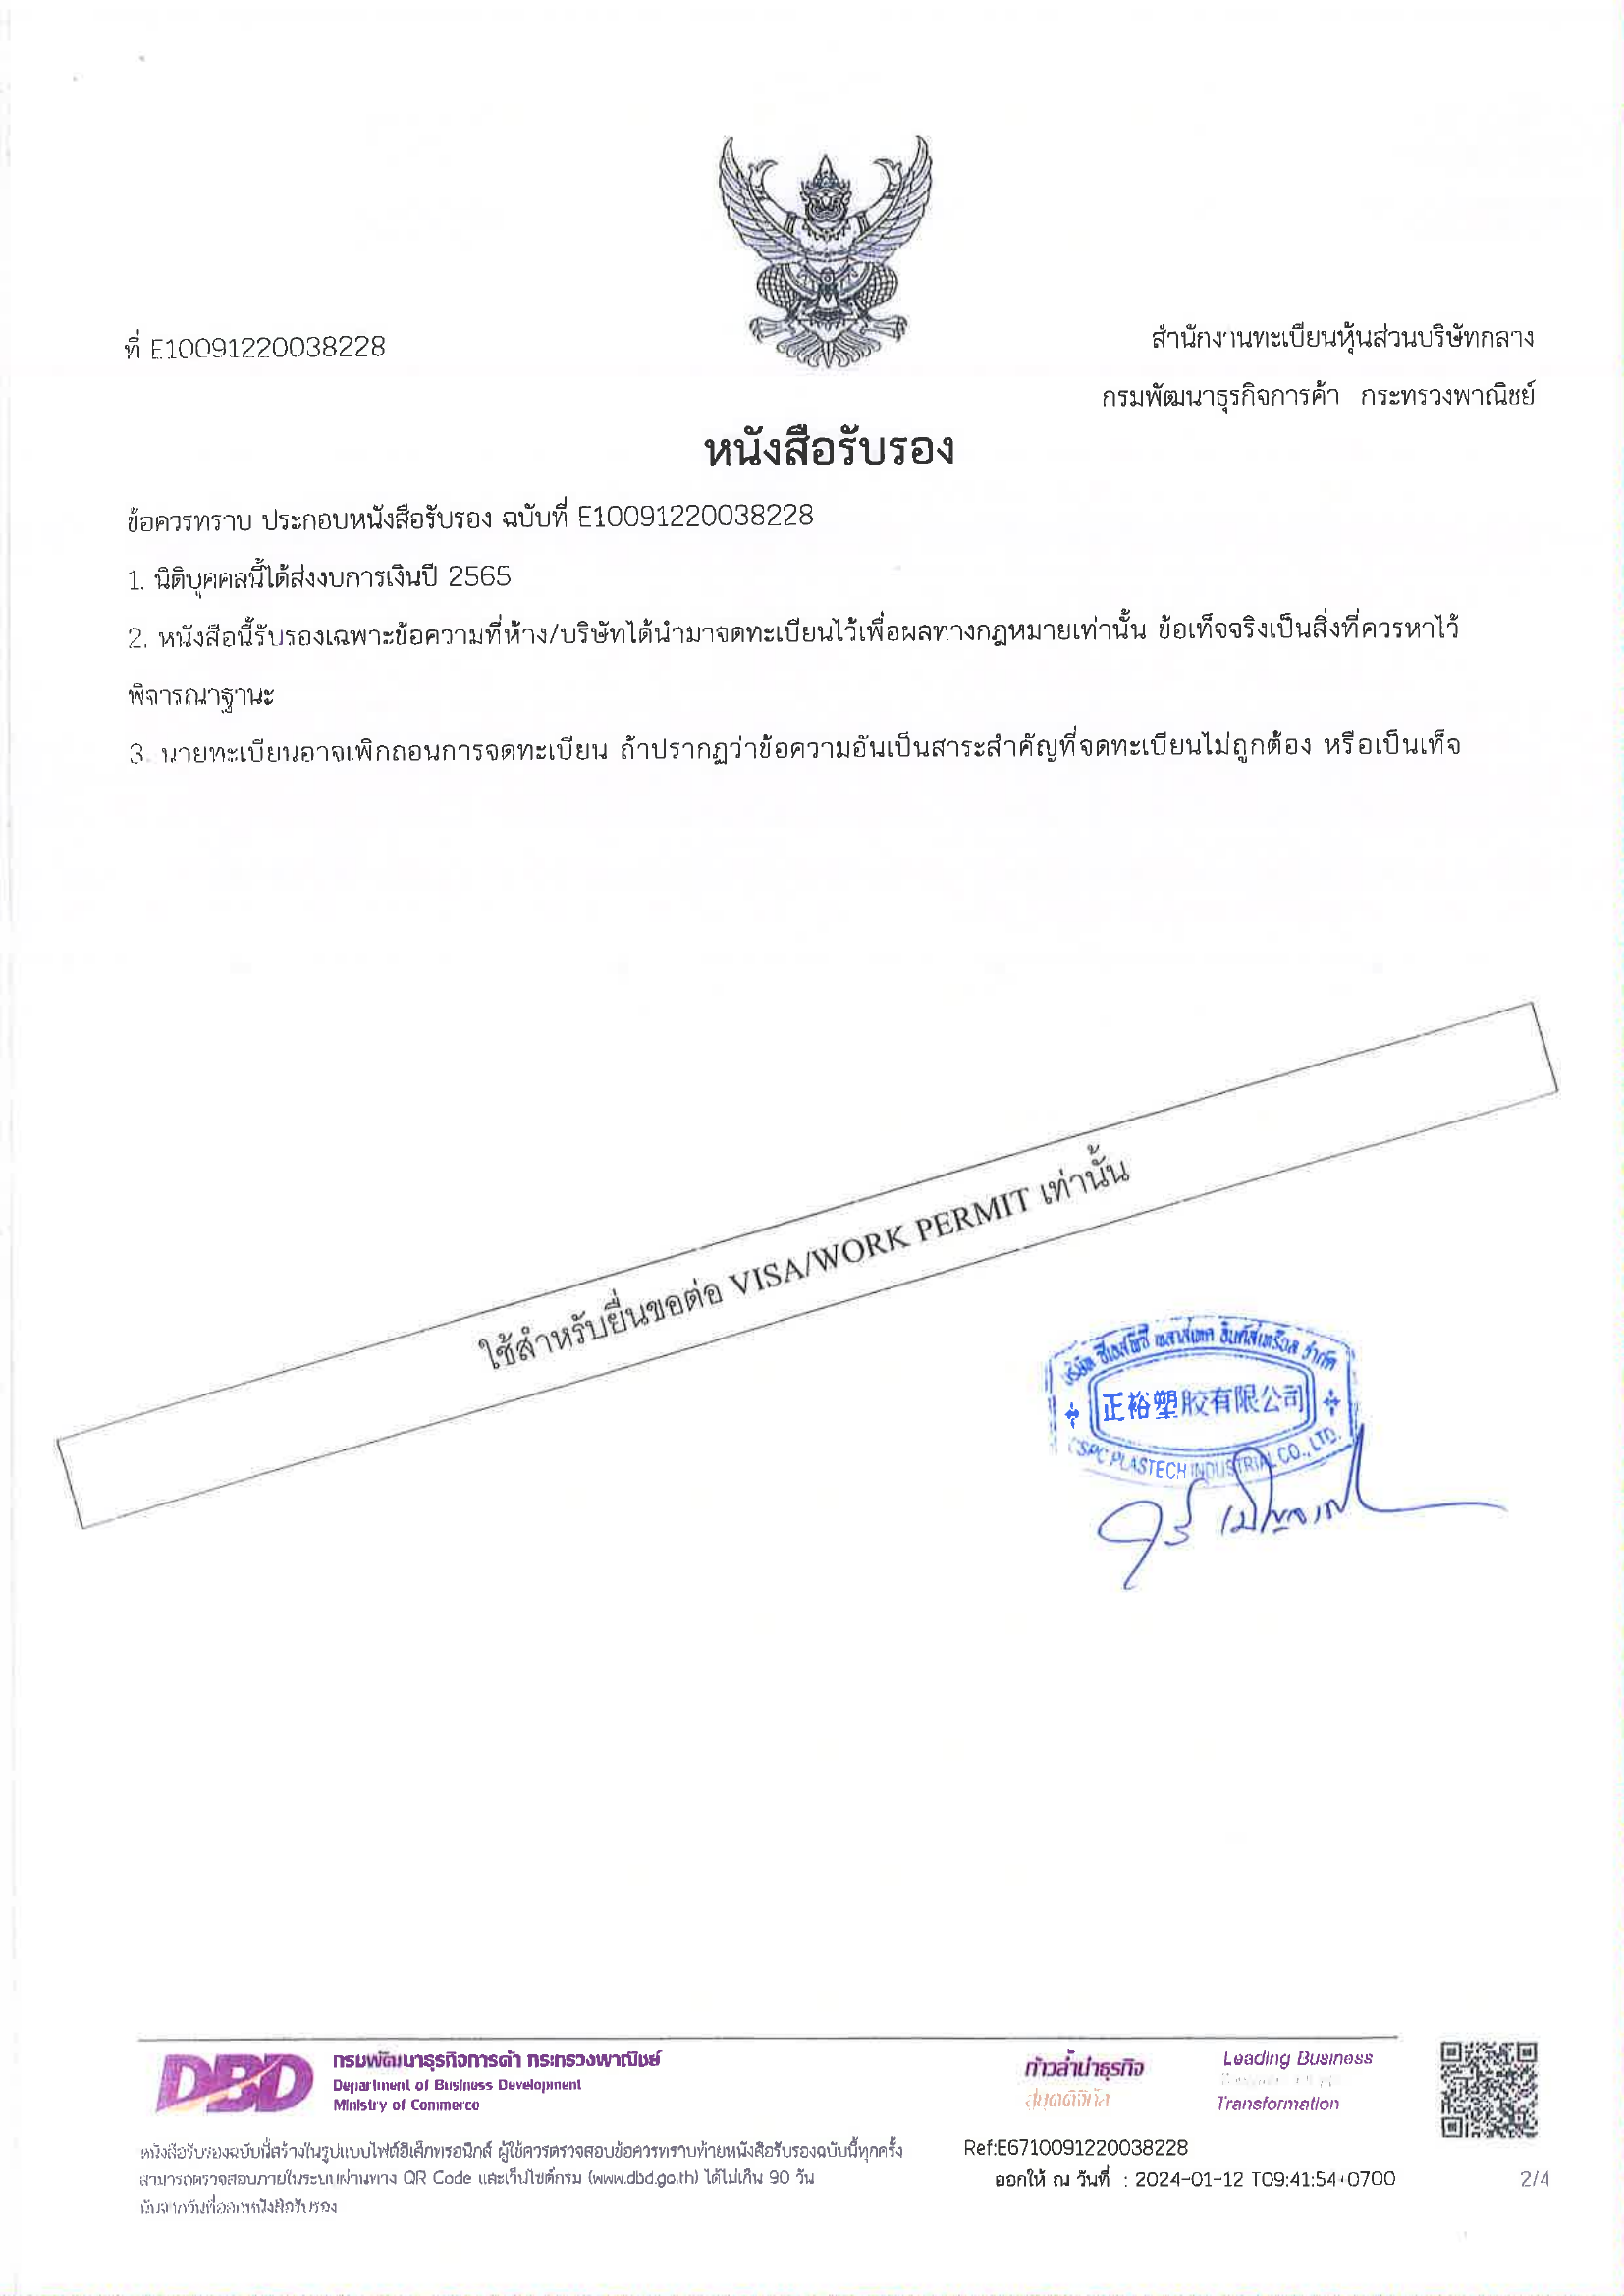 ที่ E10091220038228
สำนักงานทะเบียนหุ้นส่วนบริษัทกลาง
กรมพัฒนาธุรกิจการค้า กระทรวงพาณิชย์
หนังสือรับรอง
ข้อควรทราบ ประกอบหนังสือรับรอง ฉบับที่ E10091220038228
1. นิติบุคคลนี้ได้ส่งงบการเงินปี 2565
2. หนังสือนี้รับรองเฉพาะข้อความที่ห้าง/บริษัทได้นำมาจดทะเบียนไว้เพื่อผลทางกฎหมายเท่านั้น ข้อเท็จจริงเป็นสิ่งที่ควรหาไว้
พิจารณาฐานะ
3. นายทะเบียนอาจเพิกถอนการจดทะเบียน ถ้าปรากฏว่าข้อความอันเป็นสาระสำคัญที่จดทะเบียนไม่ถูกต้อง หรือเป็นเท็จ
ใช้สำหรับยื่นขอต่อ VISA/WORK PERMIT เท่านั้น
บริษัท ซีเอสพีซี พลาสเทค อินดัสเทรียล จำกัด
正裕塑胶有限公司
CSPC PLASTECH INDUSTRIAL CO., LTD.
DBD
กรมพัฒนาธุรกิจการค้า กระทรวงพาณิชย์
Department of Business Development
Ministry of Commerce
ก้าวล้ำนำธุรกิจ
สู่ยุคดิจิทัล
Leading Business
Transformation
หนังสือรับรองฉบับนี้สร้างในรูปแบบไฟล์อิเล็กทรอนิกส์ ผู้ใช้ควรตรวจสอบข้อควรทราบท้ายหนังสือรับรองฉบับนี้ทุกครั้ง
สามารถตรวจสอบภายในระบบผ่านทาง QR Code และเว็บไซต์กรม (www.dbd.go.th) ได้ไม่เกิน 90 วัน
นับจากวันที่ออกหนังสือรับรอง
Ref:E6710091220038228
ออกให้ ณ วันที่ : 2024-01-12 T09:41:54+0700
2/4